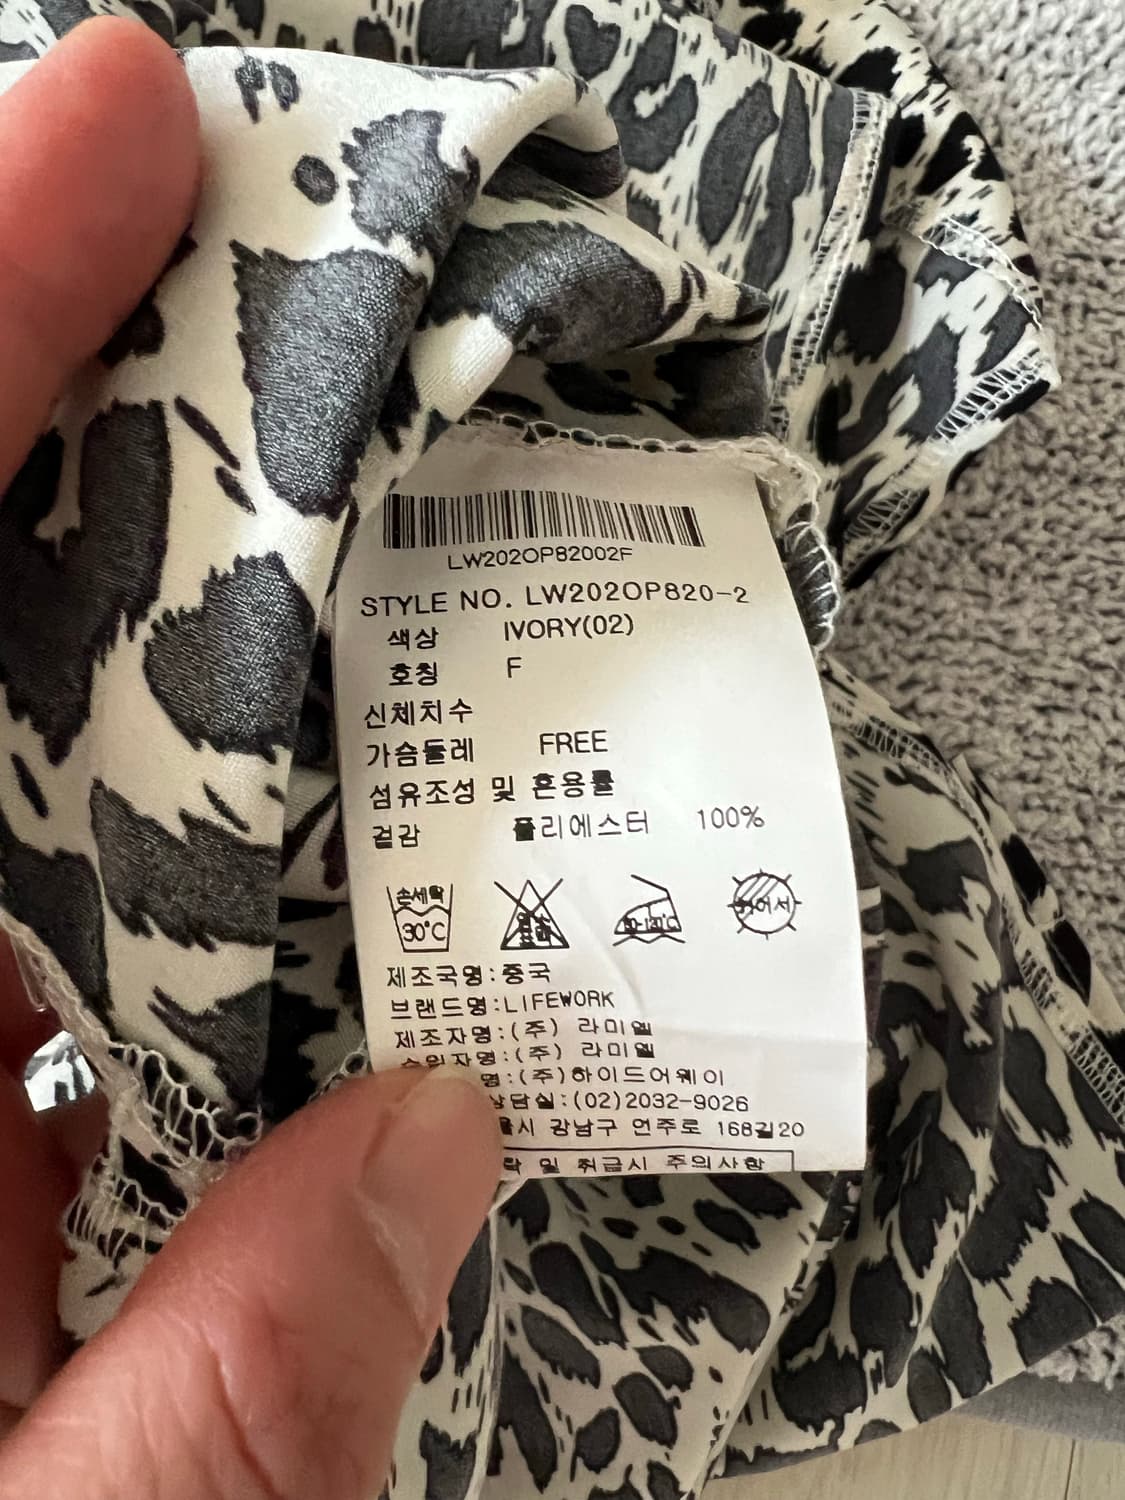 LW202OP82002F
STYLE NO. LW202OP820-2
색상 IVORY(02)
호칭 F
신체치수
가슴둘레 FREE
섬유조성 및 혼용률
겉감 폴리에스터 100%
손세탁 30°C
제조국명:중국
브랜드명:LIFEWORK
제조자명:(주) 라미엘
수입자명:(주) 라미엘
명:(주)하이드어웨이
상담실:(02)2032-9026
울시 강남구 언주로 168길20
및 취급시 주의사항